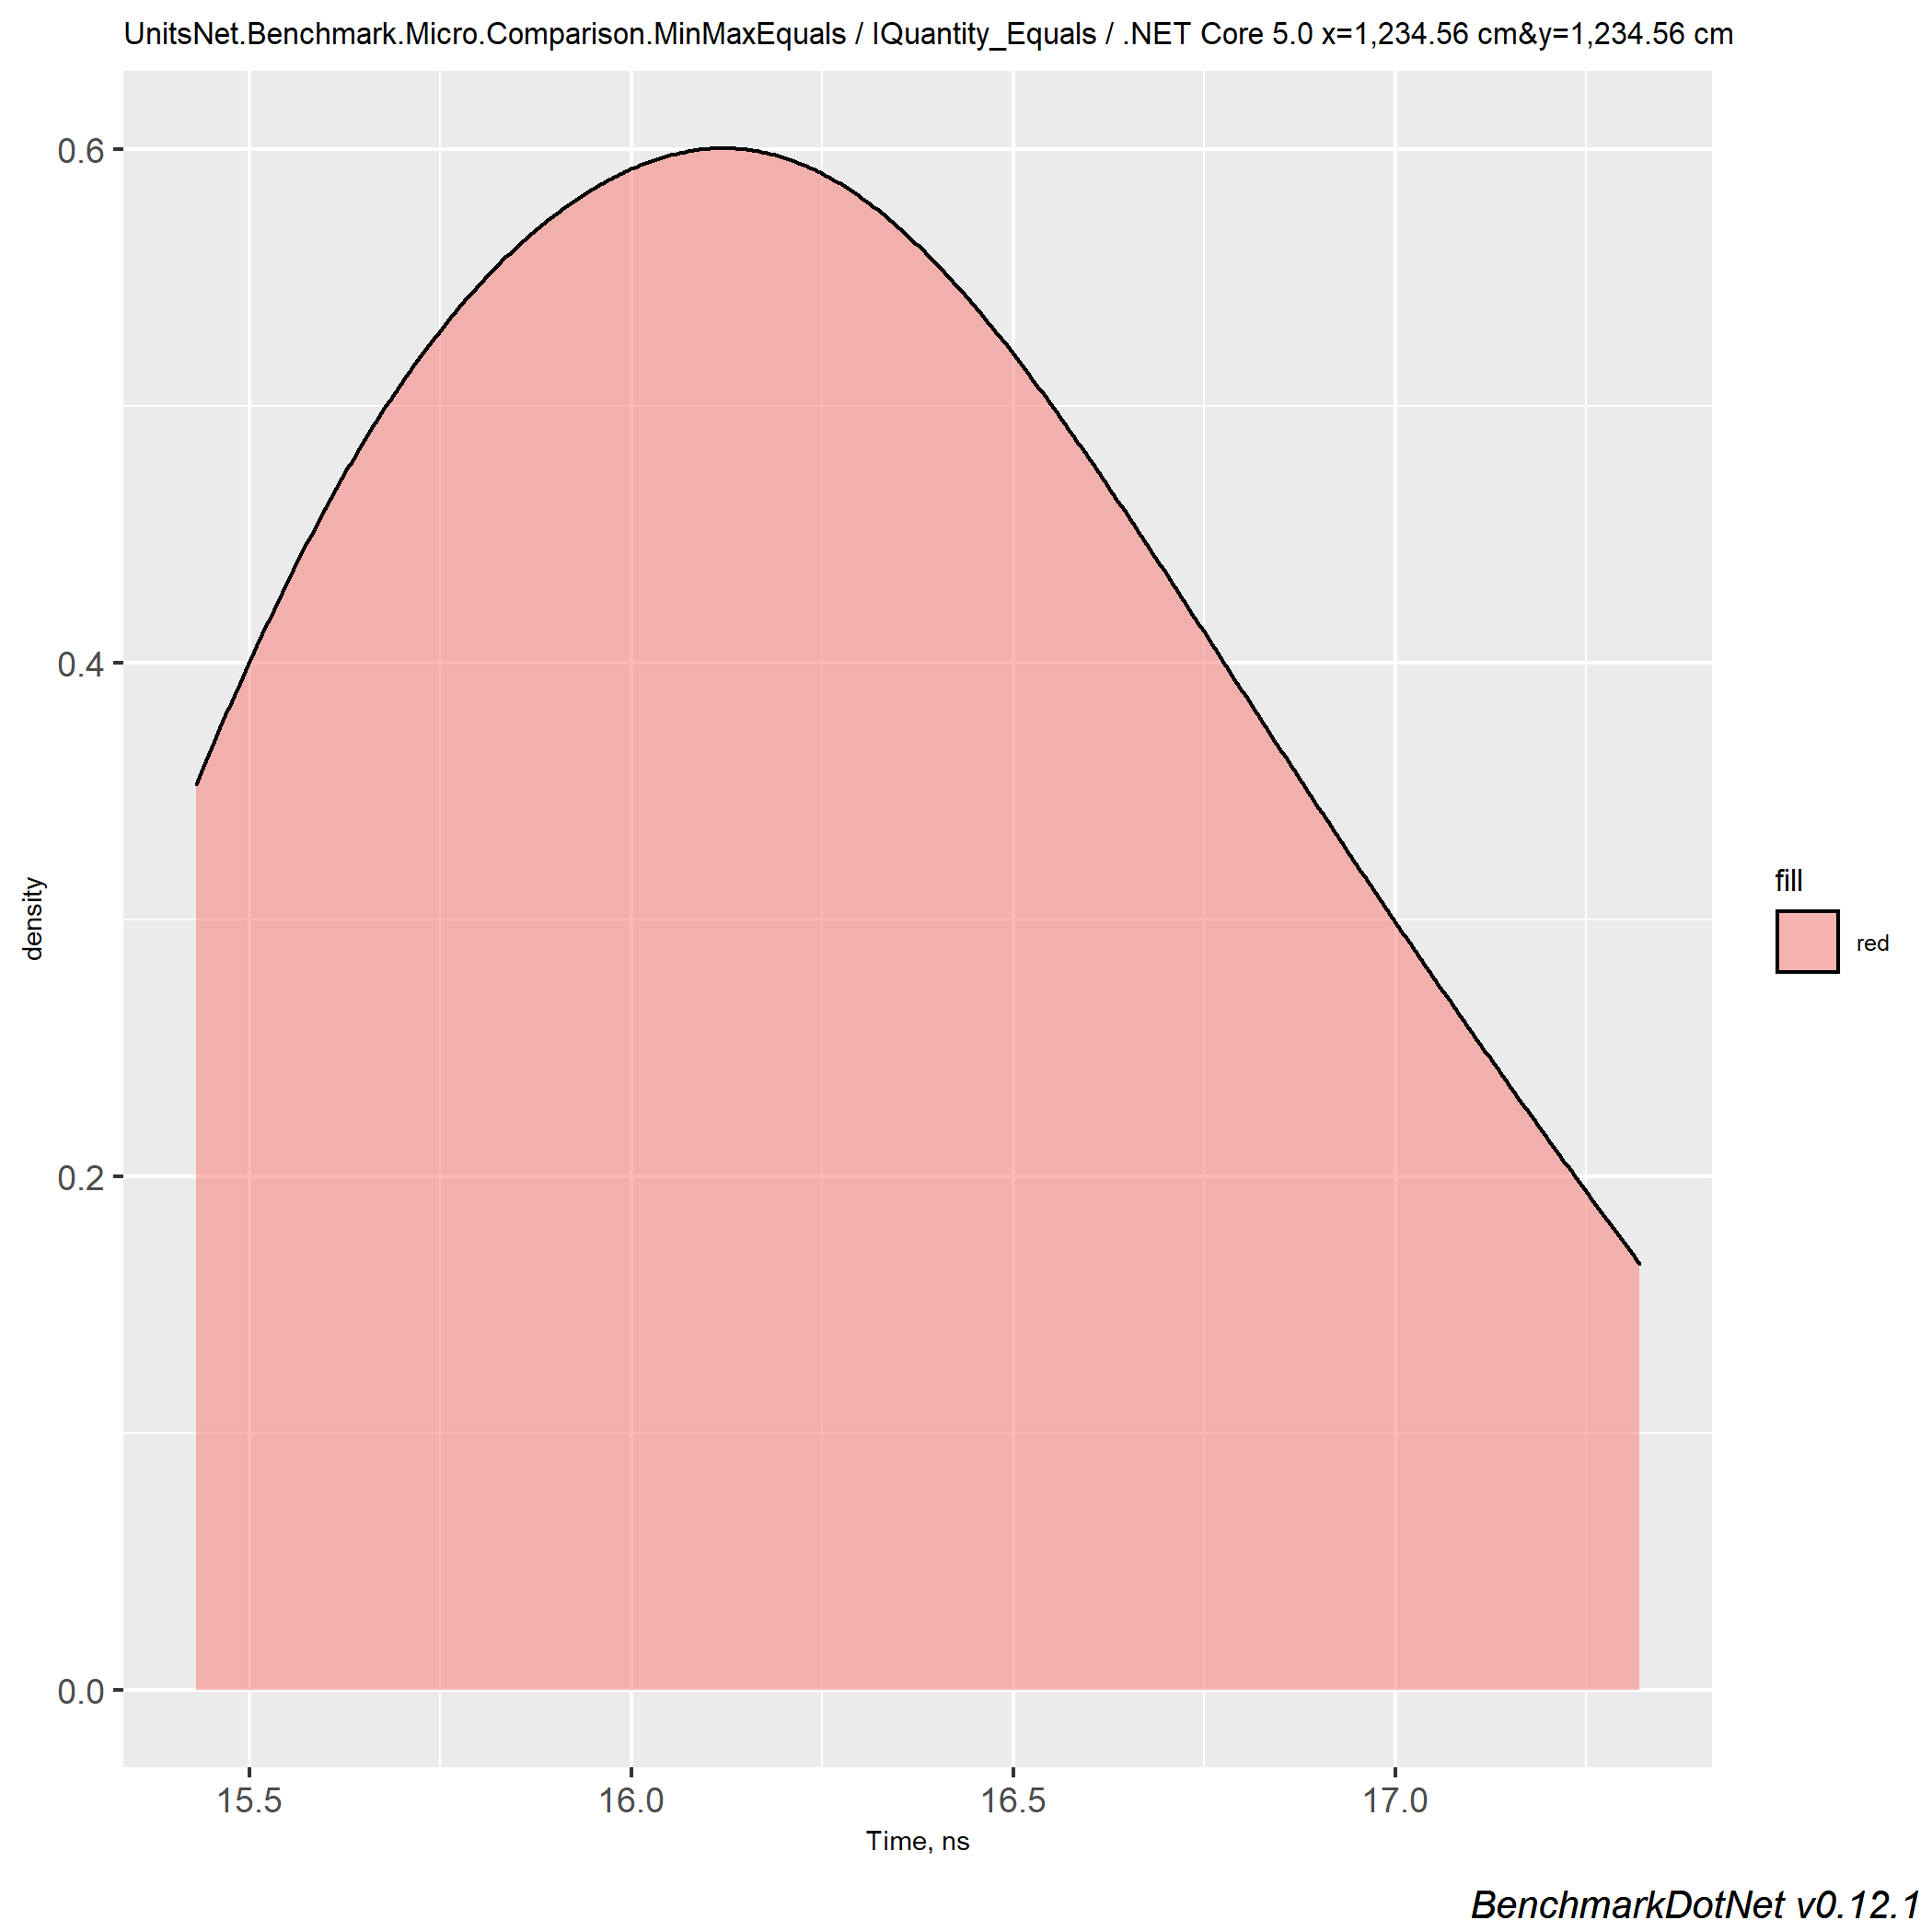 UnitsNet.Benchmark.Micro.Comparison.MinMaxEquals / IQuantity_Equals / .NET Core 5.0 x=1,234.56 cm&y=1,234.56 cm
0.6
0.4
0.2
0.0
density
fill
red
15.5 16.0 16.5 17.0
Time, ns
BenchmarkDotNet v0.12.1